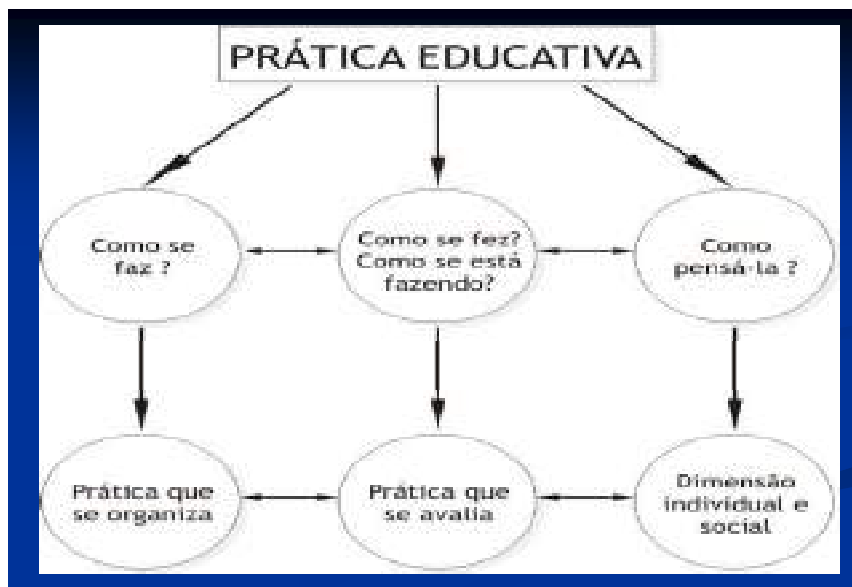 PRÁTICA EDUCATIVA
Como se
faz ?
Como se fez?
Como se está
fazendo?
Como
pensá-la ?
Prática que
se organiza
Prática que
se avalia
Dimensão
individual e
social